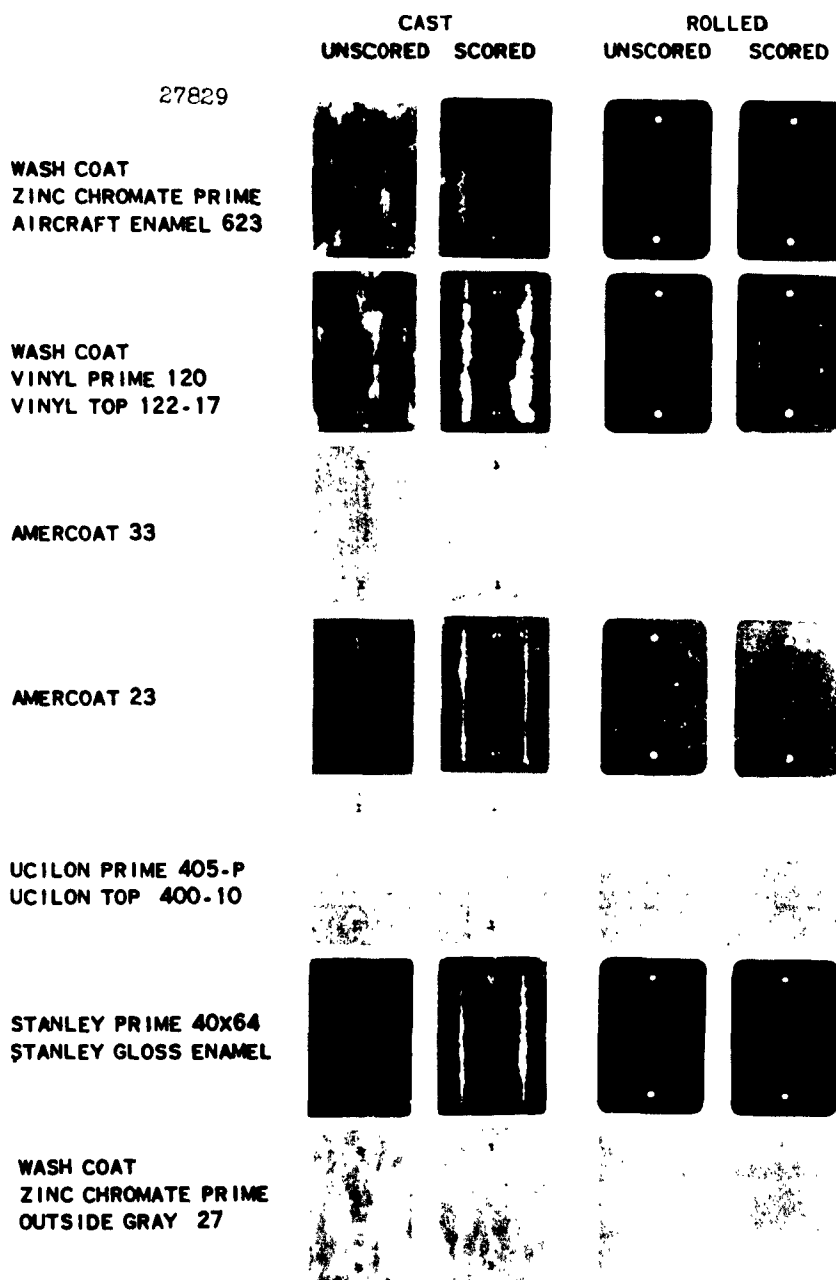 CAST ROLLED
UNSCORED SCORED UNSCORED SCORED
27829
WASH COAT
ZINC CHROMATE PRIME
AIRCRAFT ENAMEL 623
WASH COAT
VINYL PRIME 120
VINYL TOP 122-17
AMERCOAT 33
AMERCOAT 23
UCILON PRIME 405-P
UCILON TOP 400-10
STANLEY PRIME 40X64
STANLEY GLOSS ENAMEL
WASH COAT
ZINC CHROMATE PRIME
OUTSIDE GRAY 27